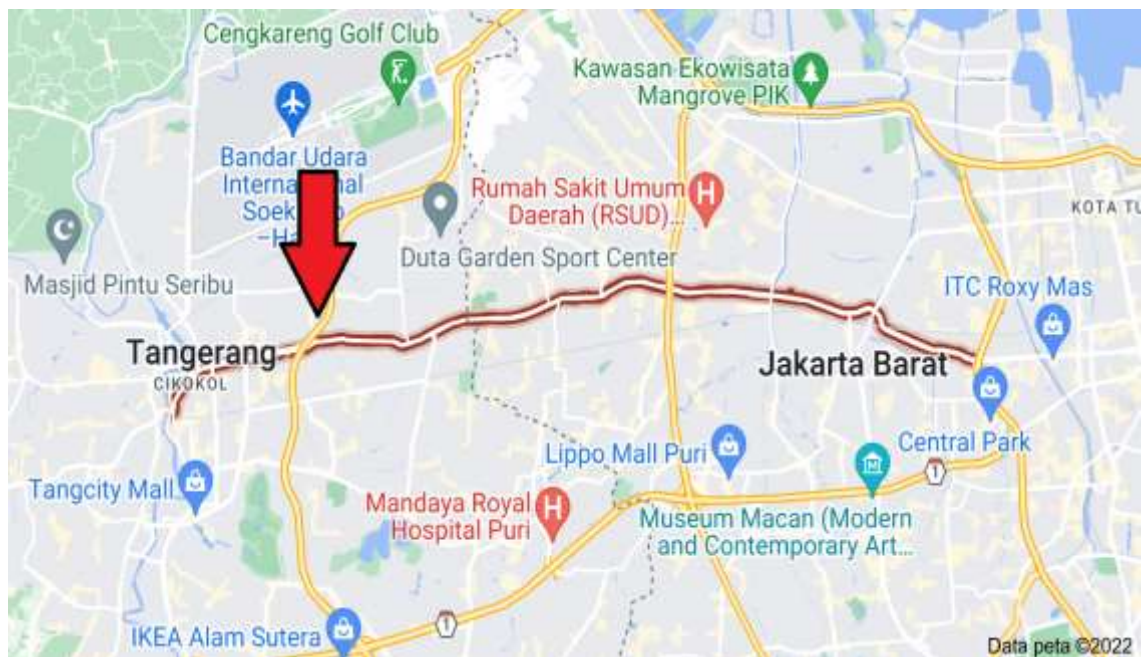 Cengkareng Golf Club
Kawasan Ekowisata
Mangrove PIK
Bandar Udara
Rumah Sakit Umum
Daerah (RSUD)...
KOTA TU
Duta Garden Sport Center
Masjid Pintu Seribu
ITC Roxy Mas
Tangerang
CIKOKOL
Jakarta Barat
Central Park
Lippo Mall Puri
1
Tangcity Mall
Mandaya Royal
Hospital Puri
Museum Macan (Modern
and Contemporary Art...
1
IKEA Alam Sutera
Data peta ©2022